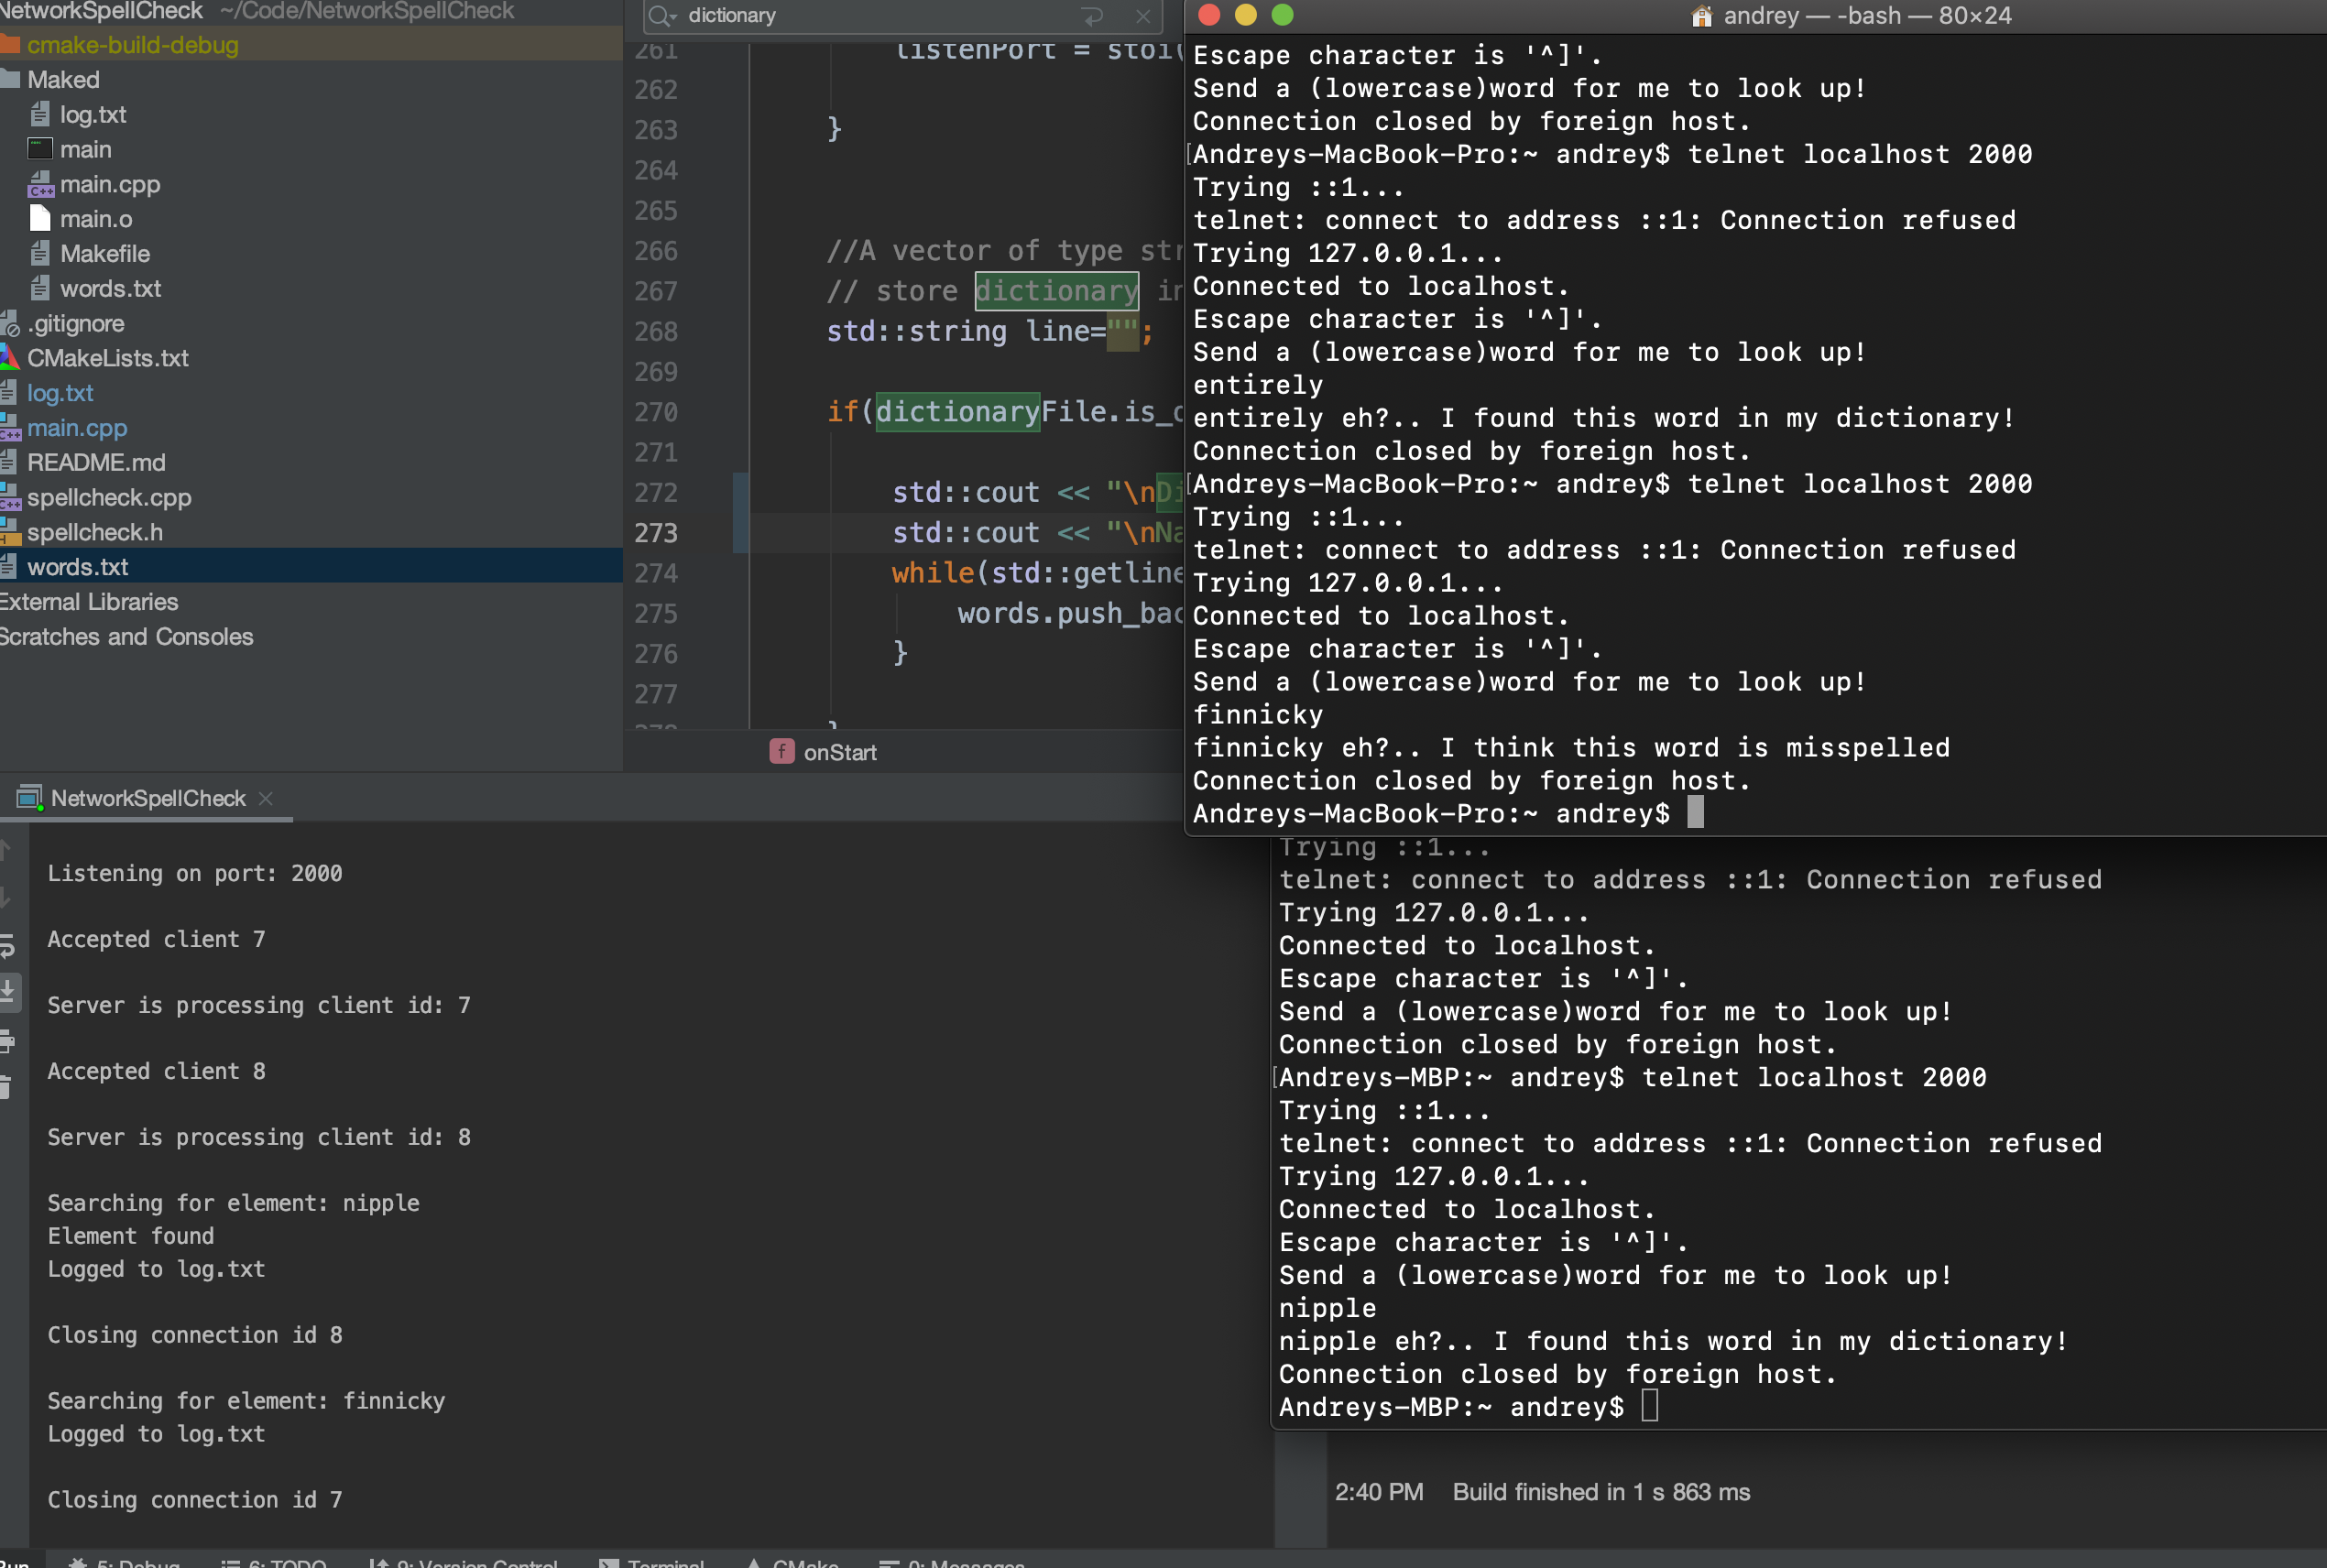 NetworkSpellCheck ~/Code/NetworkSpellCheck
cmake-build-debug
Maked
log.txt
main
main.cpp
main.o
Makefile
words.txt
.gitignore
CMakeLists.txt
log.txt
main.cpp
README.md
spellcheck.cpp
spellcheck.h
words.txt
External Libraries
Scratches and Consoles
dictionary
261 listenPort = stoi(
262
263 }
264
265
266 //A vector of type str
267 // store dictionary in
268 std::string line="";
269
270 if(dictionaryFile.is_o
271
272 std::cout << "\nDi
273 std::cout << "\nNa
274 while(std::getline
275 words.push_bac
276 }
277
278 }
f onStart
andrey — -bash — 80×24
Escape character is '^]'.
Send a (lowercase)word for me to look up!
Connection closed by foreign host.
[Andreys-MacBook-Pro:~ andrey$ telnet localhost 2000
Trying ::1...
telnet: connect to address ::1: Connection refused
Trying 127.0.0.1...
Connected to localhost.
Escape character is '^]'.
Send a (lowercase)word for me to look up!
entirely
entirely eh?.. I found this word in my dictionary!
Connection closed by foreign host.
[Andreys-MacBook-Pro:~ andrey$ telnet localhost 2000
Trying ::1...
telnet: connect to address ::1: Connection refused
Trying 127.0.0.1...
Connected to localhost.
Escape character is '^]'.
Send a (lowercase)word for me to look up!
finnicky
finnicky eh?.. I think this word is misspelled
Connection closed by foreign host.
Andreys-MacBook-Pro:~ andrey$
NetworkSpellCheck
Listening on port: 2000
Accepted client 7
Server is processing client id: 7
Accepted client 8
Server is processing client id: 8
Searching for element: nipple
Element found
Logged to log.txt
Closing connection id 8
Searching for element: finnicky
Logged to log.txt
Closing connection id 7
Trying ::1...
telnet: connect to address ::1: Connection refused
Trying 127.0.0.1...
Connected to localhost.
Escape character is '^]'.
Send a (lowercase)word for me to look up!
Connection closed by foreign host.
[Andreys-MBP:~ andrey$ telnet localhost 2000
Trying ::1...
telnet: connect to address ::1: Connection refused
Trying 127.0.0.1...
Connected to localhost.
Escape character is '^]'.
Send a (lowercase)word for me to look up!
nipple
nipple eh?.. I found this word in my dictionary!
Connection closed by foreign host.
Andreys-MBP:~ andrey$
2:40 PM Build finished in 1 s 863 ms
Run 5: Debug 6: TODO 9: Version Control Terminal CMake 0: Messages